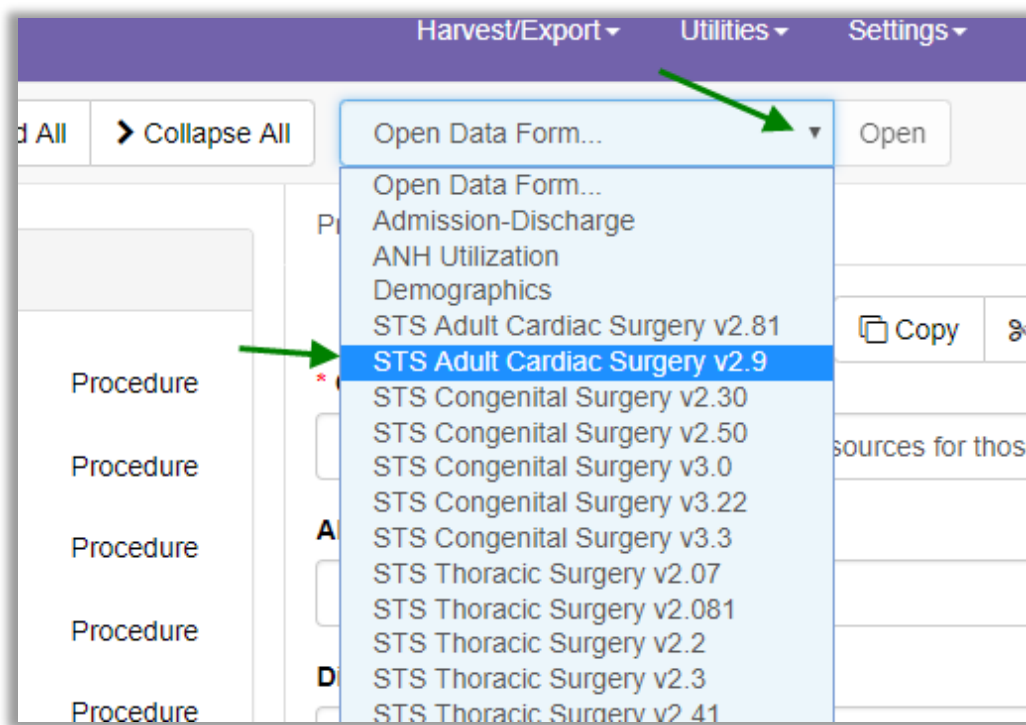 Harvest/Export Utilities Settings
d All Collapse All Open Data Form... Open
Open Data Form...
Admission-Discharge
ANH Utilization
Demographics
STS Adult Cardiac Surgery v2.81
Copy
STS Adult Cardiac Surgery v2.9
Procedure *
STS Congenital Surgery v2.30
STS Congenital Surgery v2.50
sources for thos
Procedure
STS Congenital Surgery v3.0
STS Congenital Surgery v3.22
STS Congenital Surgery v3.3
Procedure
STS Thoracic Surgery v2.07
STS Thoracic Surgery v2.081
Procedure
STS Thoracic Surgery v2.2
STS Thoracic Surgery v2.3
STS Thoracic Surgery v2.41
Procedure